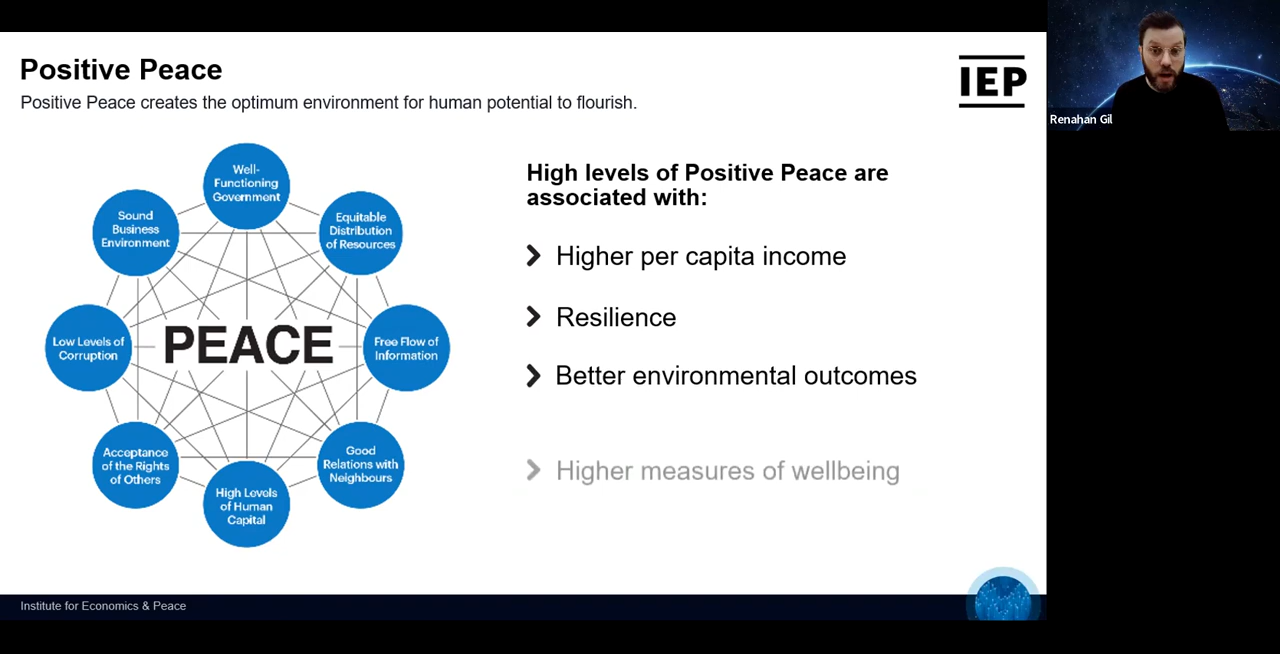 Positive Peace
Positive Peace creates the optimum environment for human potential to flourish.
IEP
Renahan Gil
Well-
Functioning
Government
Sound
Business
Environment
Equitable
Distribution
of Resources
Low Levels of
Corruption
PEACE
Free Flow of
Information
Acceptance
of the Rights
of Others
Good
Relations with
Neighbours
High Levels
of Human
Capital
High levels of Positive Peace are
associated with:
Higher per capita income
Resilience
Better environmental outcomes
Higher measures of wellbeing
Institute for Economics & Peace